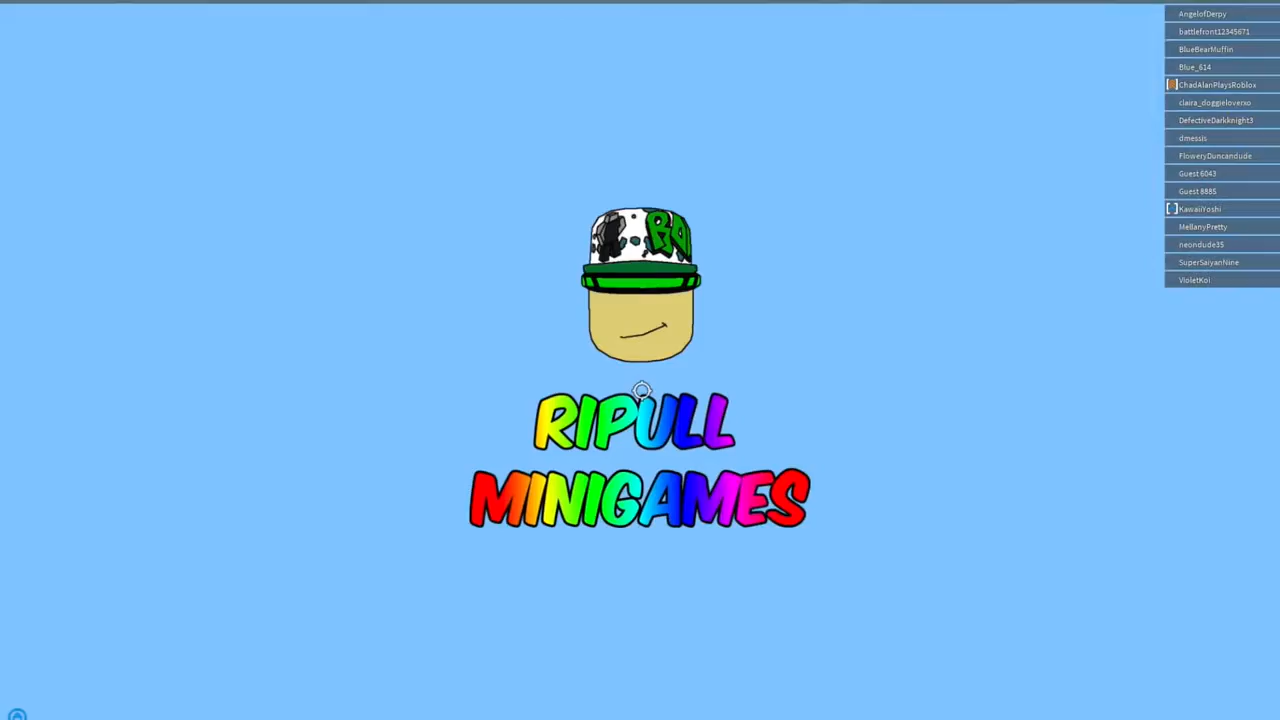 AngelofDerpy
battlefront12345671
BlueBearMuffin
Blue_614
ChadAlanPlaysRoblox
claira_doggieloverxo
DefectiveDarkknight3
dmessis
FloweryDuncandude
Guest 6043
Guest 8885
KawaiiYoshi
MellanyPretty
neondude35
SuperSaiyanNine
VioletKoi
RO
RIPULL
MINIGAMES